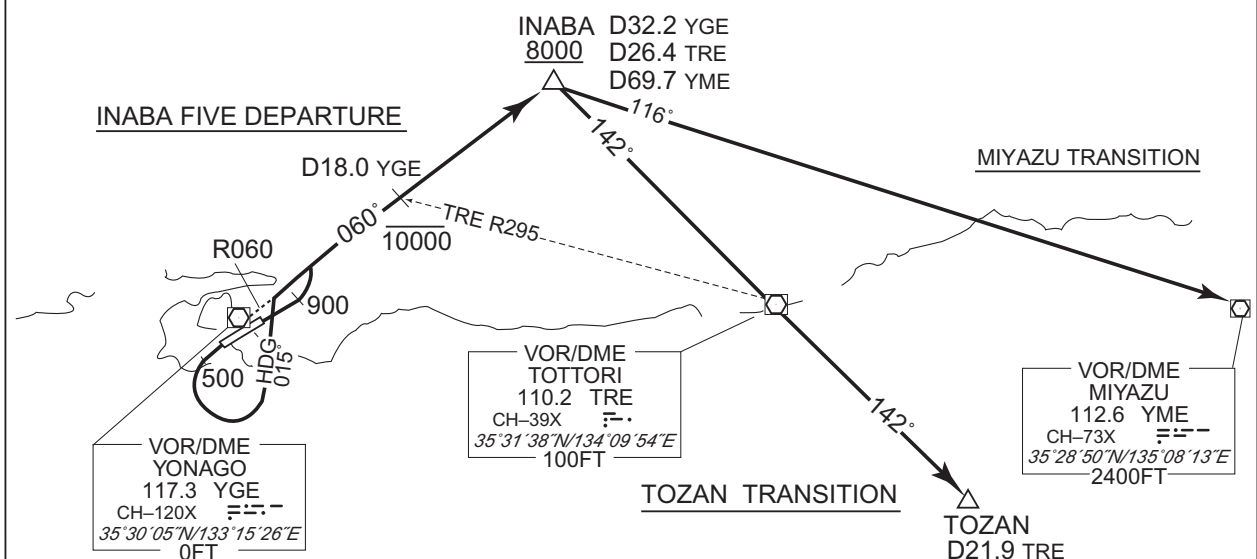 INABA D32.2 YGE
8000 D26.4 TRE
D69.7 YME
INABA FIVE DEPARTURE
116°
142°
MIYAZU TRANSITION
D18.0 YGE
060°
TRE R295
10000
R060
900
HDG
015°
500
VOR/DME
TOTTORI
110.2 TRE
CH–39X
35°31′38″N/134°09′54″E
100FT
VOR/DME
MIYAZU
112.6 YME
CH–73X
35°28′50″N/135°08′13″E
2400FT
142°
VOR/DME
YONAGO
117.3 YGE
CH–120X
35°30′05″N/133°15′26″E
0FT
TOZAN TRANSITION
TOZAN
D21.9 TRE